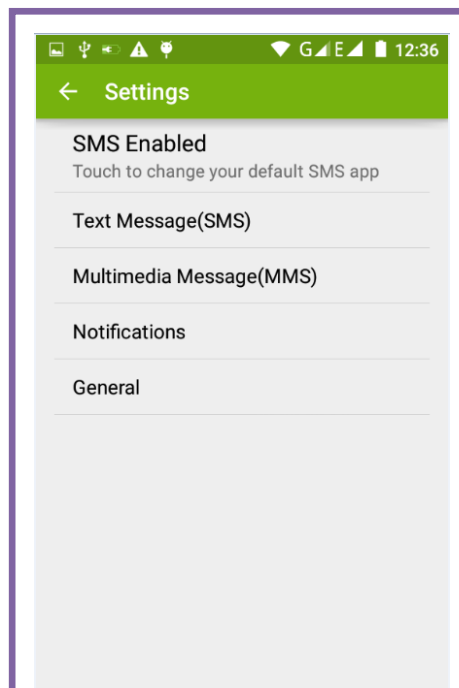 G E 12:36
Settings
SMS Enabled
Touch to change your default SMS app
Text Message(SMS)
Multimedia Message(MMS)
Notifications
General